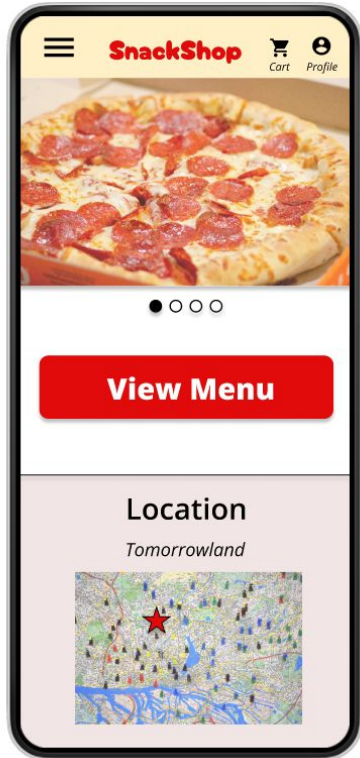 SnackShop
Cart
Profile
View Menu
Location
Tomorrowland